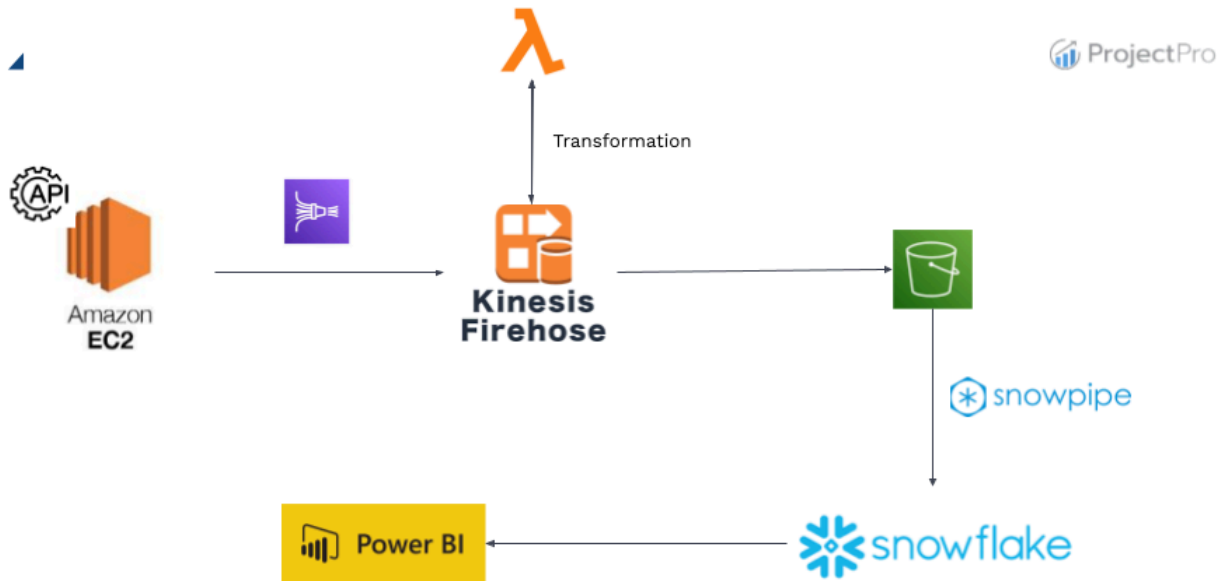 ProjectPro
Transformation
API
Amazon
EC2
Kinesis
Firehose
snowpipe
Power BI
snowflake